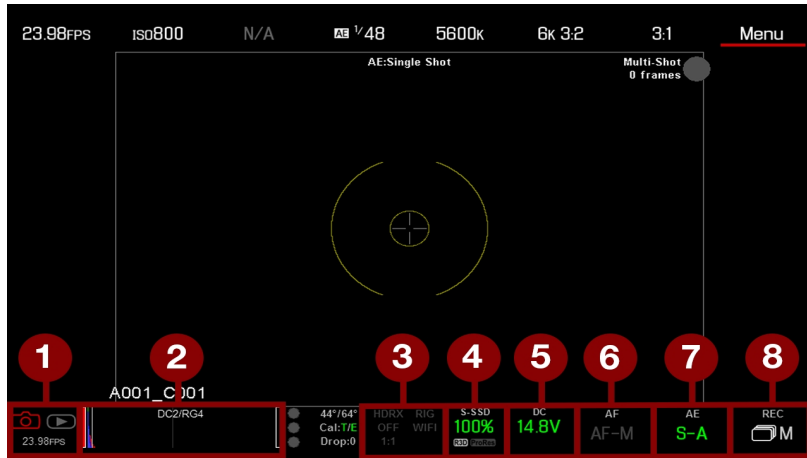 23.98FPS ISO800 N/A AE 1/48 5600K 6K 3:2 3:1 Menu
AE:Single Shot
Multi-Shot
0 frames
1 2 3 4 5 6 7 8
A001_C001
23.98FPS
DC2/RG4
44°/64°
Cal:T/E
Drop:0
HDRX RIG
OFF WIFI
1:1
S-SSD
100%
R3D ProRes
DC
14.8V
AF
AF-M
AE
S-A
REC
M